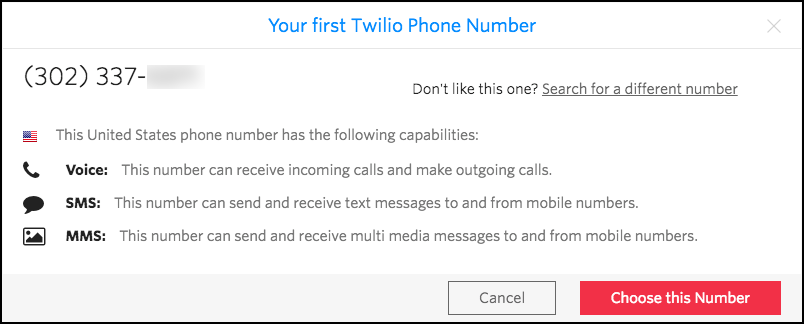 Your first Twilio Phone Number
(302) 337-
Don't like this one? Search for a different number
This United States phone number has the following capabilities:
Voice: This number can receive incoming calls and make outgoing calls.
SMS: This number can send and receive text messages to and from mobile numbers.
MMS: This number can send and receive multi media messages to and from mobile numbers.
Cancel
Choose this Number